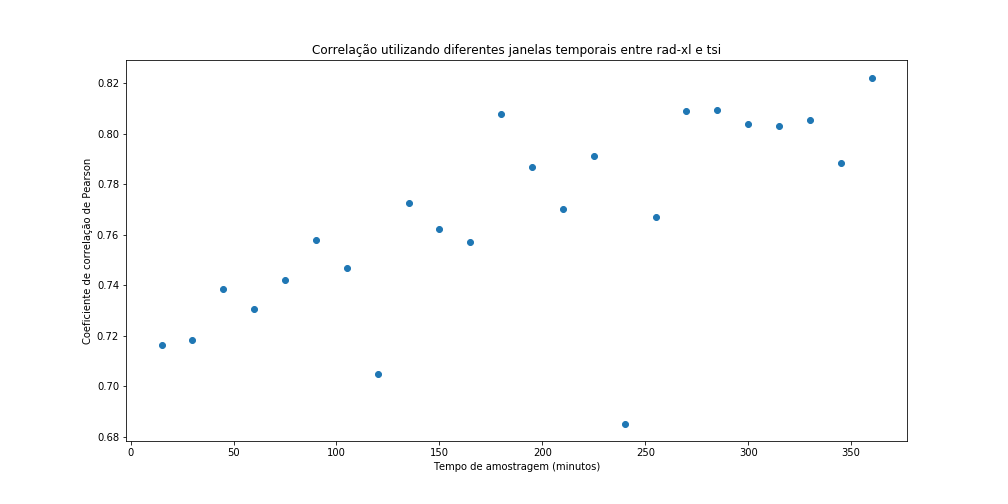 Correlação utilizando diferentes janelas temporais entre rad-xl e tsi
0.82
0.80
0.78
0.76
0.74
0.72
0.70
0.68
Coeficiente de correlação de Pearson
0 50 100 150 200 250 300 350
Tempo de amostragem (minutos)